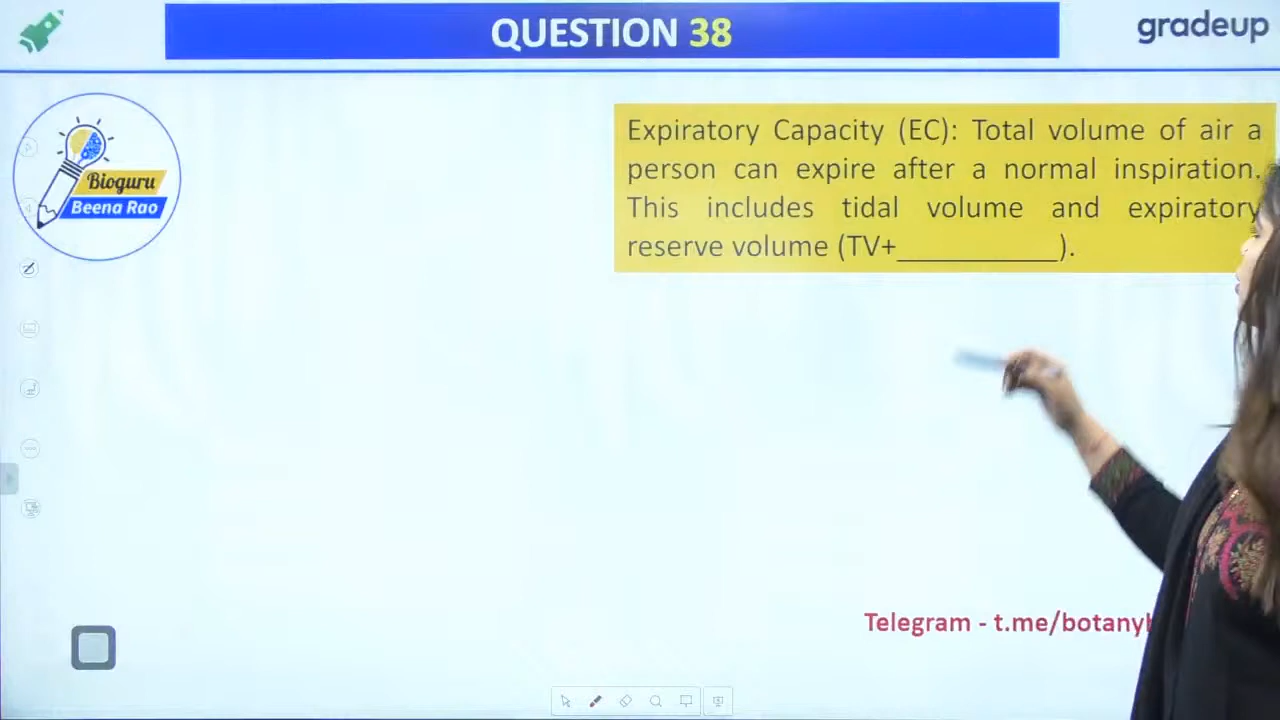 QUESTION 38
gradeup
Bioguru
Beena Rao
Expiratory Capacity (EC): Total volume of air a
person can expire after a normal inspiration.
This includes tidal volume and expiratory
reserve volume (TV+__________).
Telegram - t.me/botany